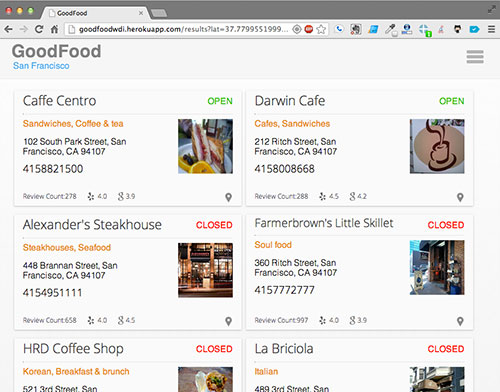 GoodFood
goodfoodwdi.herokuapp.com/results?lat=37.7799551999...
GoodFood
San Francisco
Caffe Centro
OPEN
Sandwiches, Coffee & tea
102 South Park Street, San
Francisco, CA 94107
4158821500
Review Count:278 4.0 3.9
Darwin Cafe
OPEN
Cafes, Sandwiches
212 Ritch Street, San
Francisco, CA 94107
4158008668
Review Count:288 4.5 4.2
Alexander's Steakhouse
CLOSED
Steakhouses, Seafood
448 Brannan Street, San
Francisco, CA 94107
4154951111
Review Count:658 4.0 4.5
Farmerbrown's Little Skillet
CLOSED
Soul food
360 Ritch Street, San
Francisco, CA 94107
4157772777
Review Count:997 4.0 3.9
HRD Coffee Shop
CLOSED
Korean, Breakfast & brunch
521 3rd Street, San
La Briciola
CLOSED
Italian
489 3rd Street, San